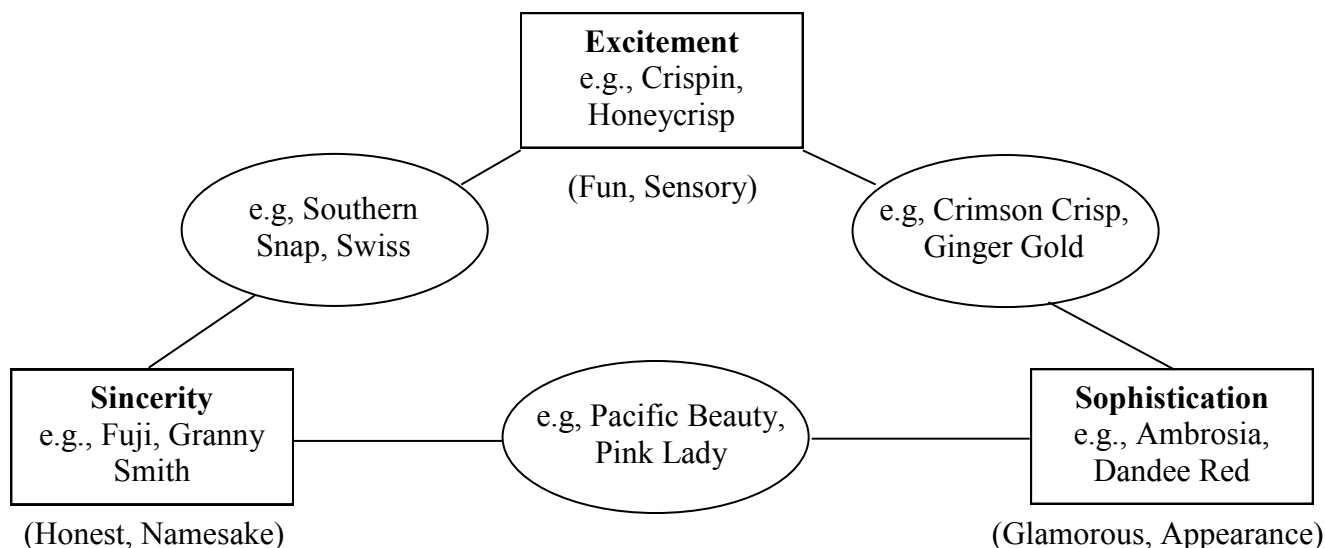 Excitement
e.g., Crispin,
Honeycrisp
(Fun, Sensory)
e.g, Southern
Snap, Swiss
e.g, Crimson Crisp,
Ginger Gold
Sincerity
e.g., Fuji, Granny
Smith
(Honest, Namesake)
e.g, Pacific Beauty,
Pink Lady
Sophistication
e.g., Ambrosia,
Dandee Red
(Glamorous, Appearance)